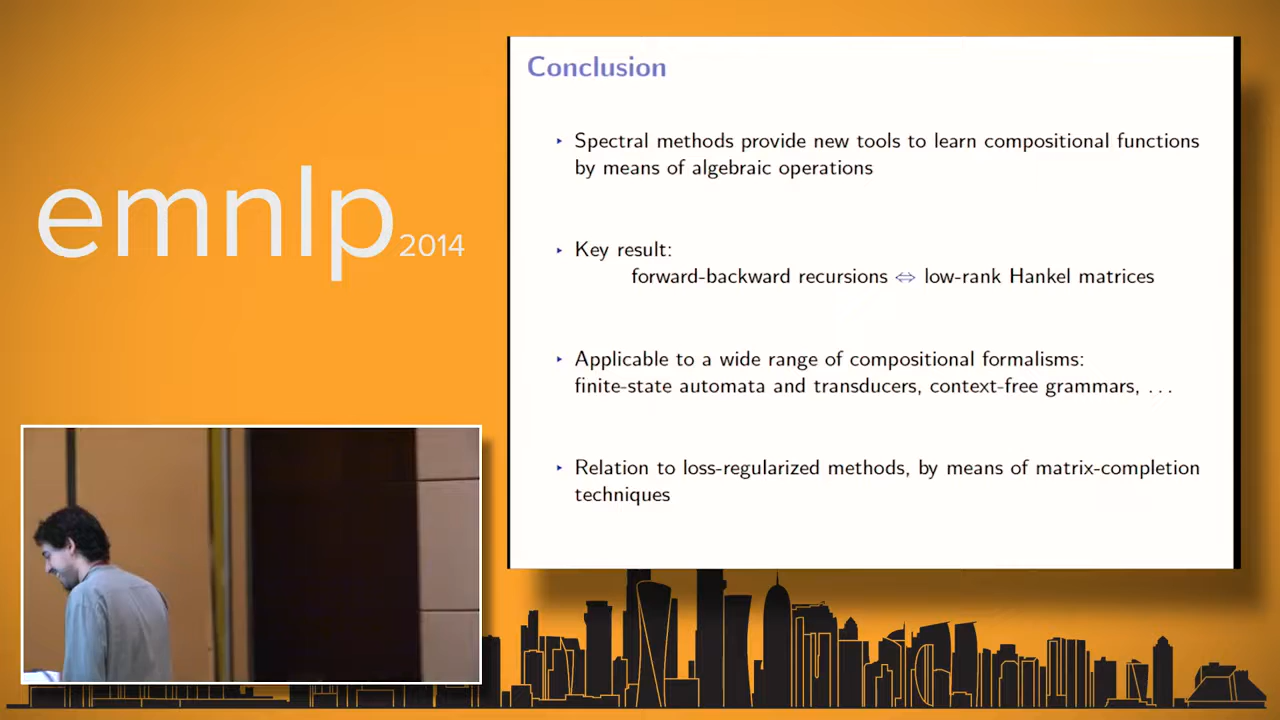 emnlp 2014
Conclusion
‣ Spectral methods provide new tools to learn compositional functions
by means of algebraic operations
‣ Key result:
forward-backward recursions ⇔ low-rank Hankel matrices
‣ Applicable to a wide range of compositional formalisms:
finite-state automata and transducers, context-free grammars, . . .
‣ Relation to loss-regularized methods, by means of matrix-completion
techniques